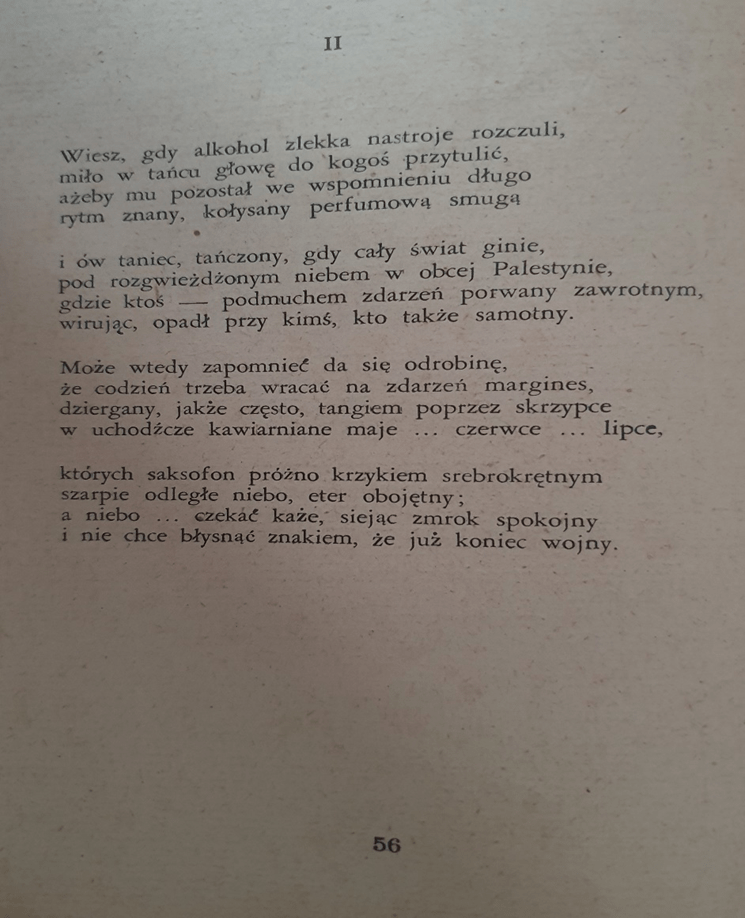 II
Wiesz, gdy alkohol zlekka nastroje rozczuli,
miło w tańcu głowę do kogoś przytulić,
ażeby mu pozostał we wspomnieniu długo
rytm znany, kołysany perfumową smugą
i ów taniec, tańczony, gdy cały świat ginie,
pod rozgwieżdżonym niebem w obcej Palestynie,
gdzie ktoś — podmuchem zdarzeń porwany zawrotnym,
wirując, opadł przy kimś, kto także samotny.
Może wtedy zapomnieć da się odrobinę,
że codzień trzeba wracać na zdarzeń margines,
dziergany, jakże często, tangiem poprzez skrzypce
w uchodźcze kawiarniane maje ... czerwce ... lipce,
których saksofon próżno krzykiem srebrokrętnym
szarpie odległe niebo, eter obojętny;
a niebo ... czekać każe, siejąc zmrok spokojny
i nie chce błysnąć znakiem, że już koniec wojny.
56